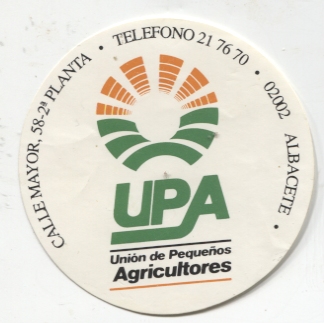 CALLE MAYOR, 58-2ª PLANTA • TELEFONO 21 76 70 • 02002 ALBACETE •
UPA
Unión de Pequeños
Agricultores